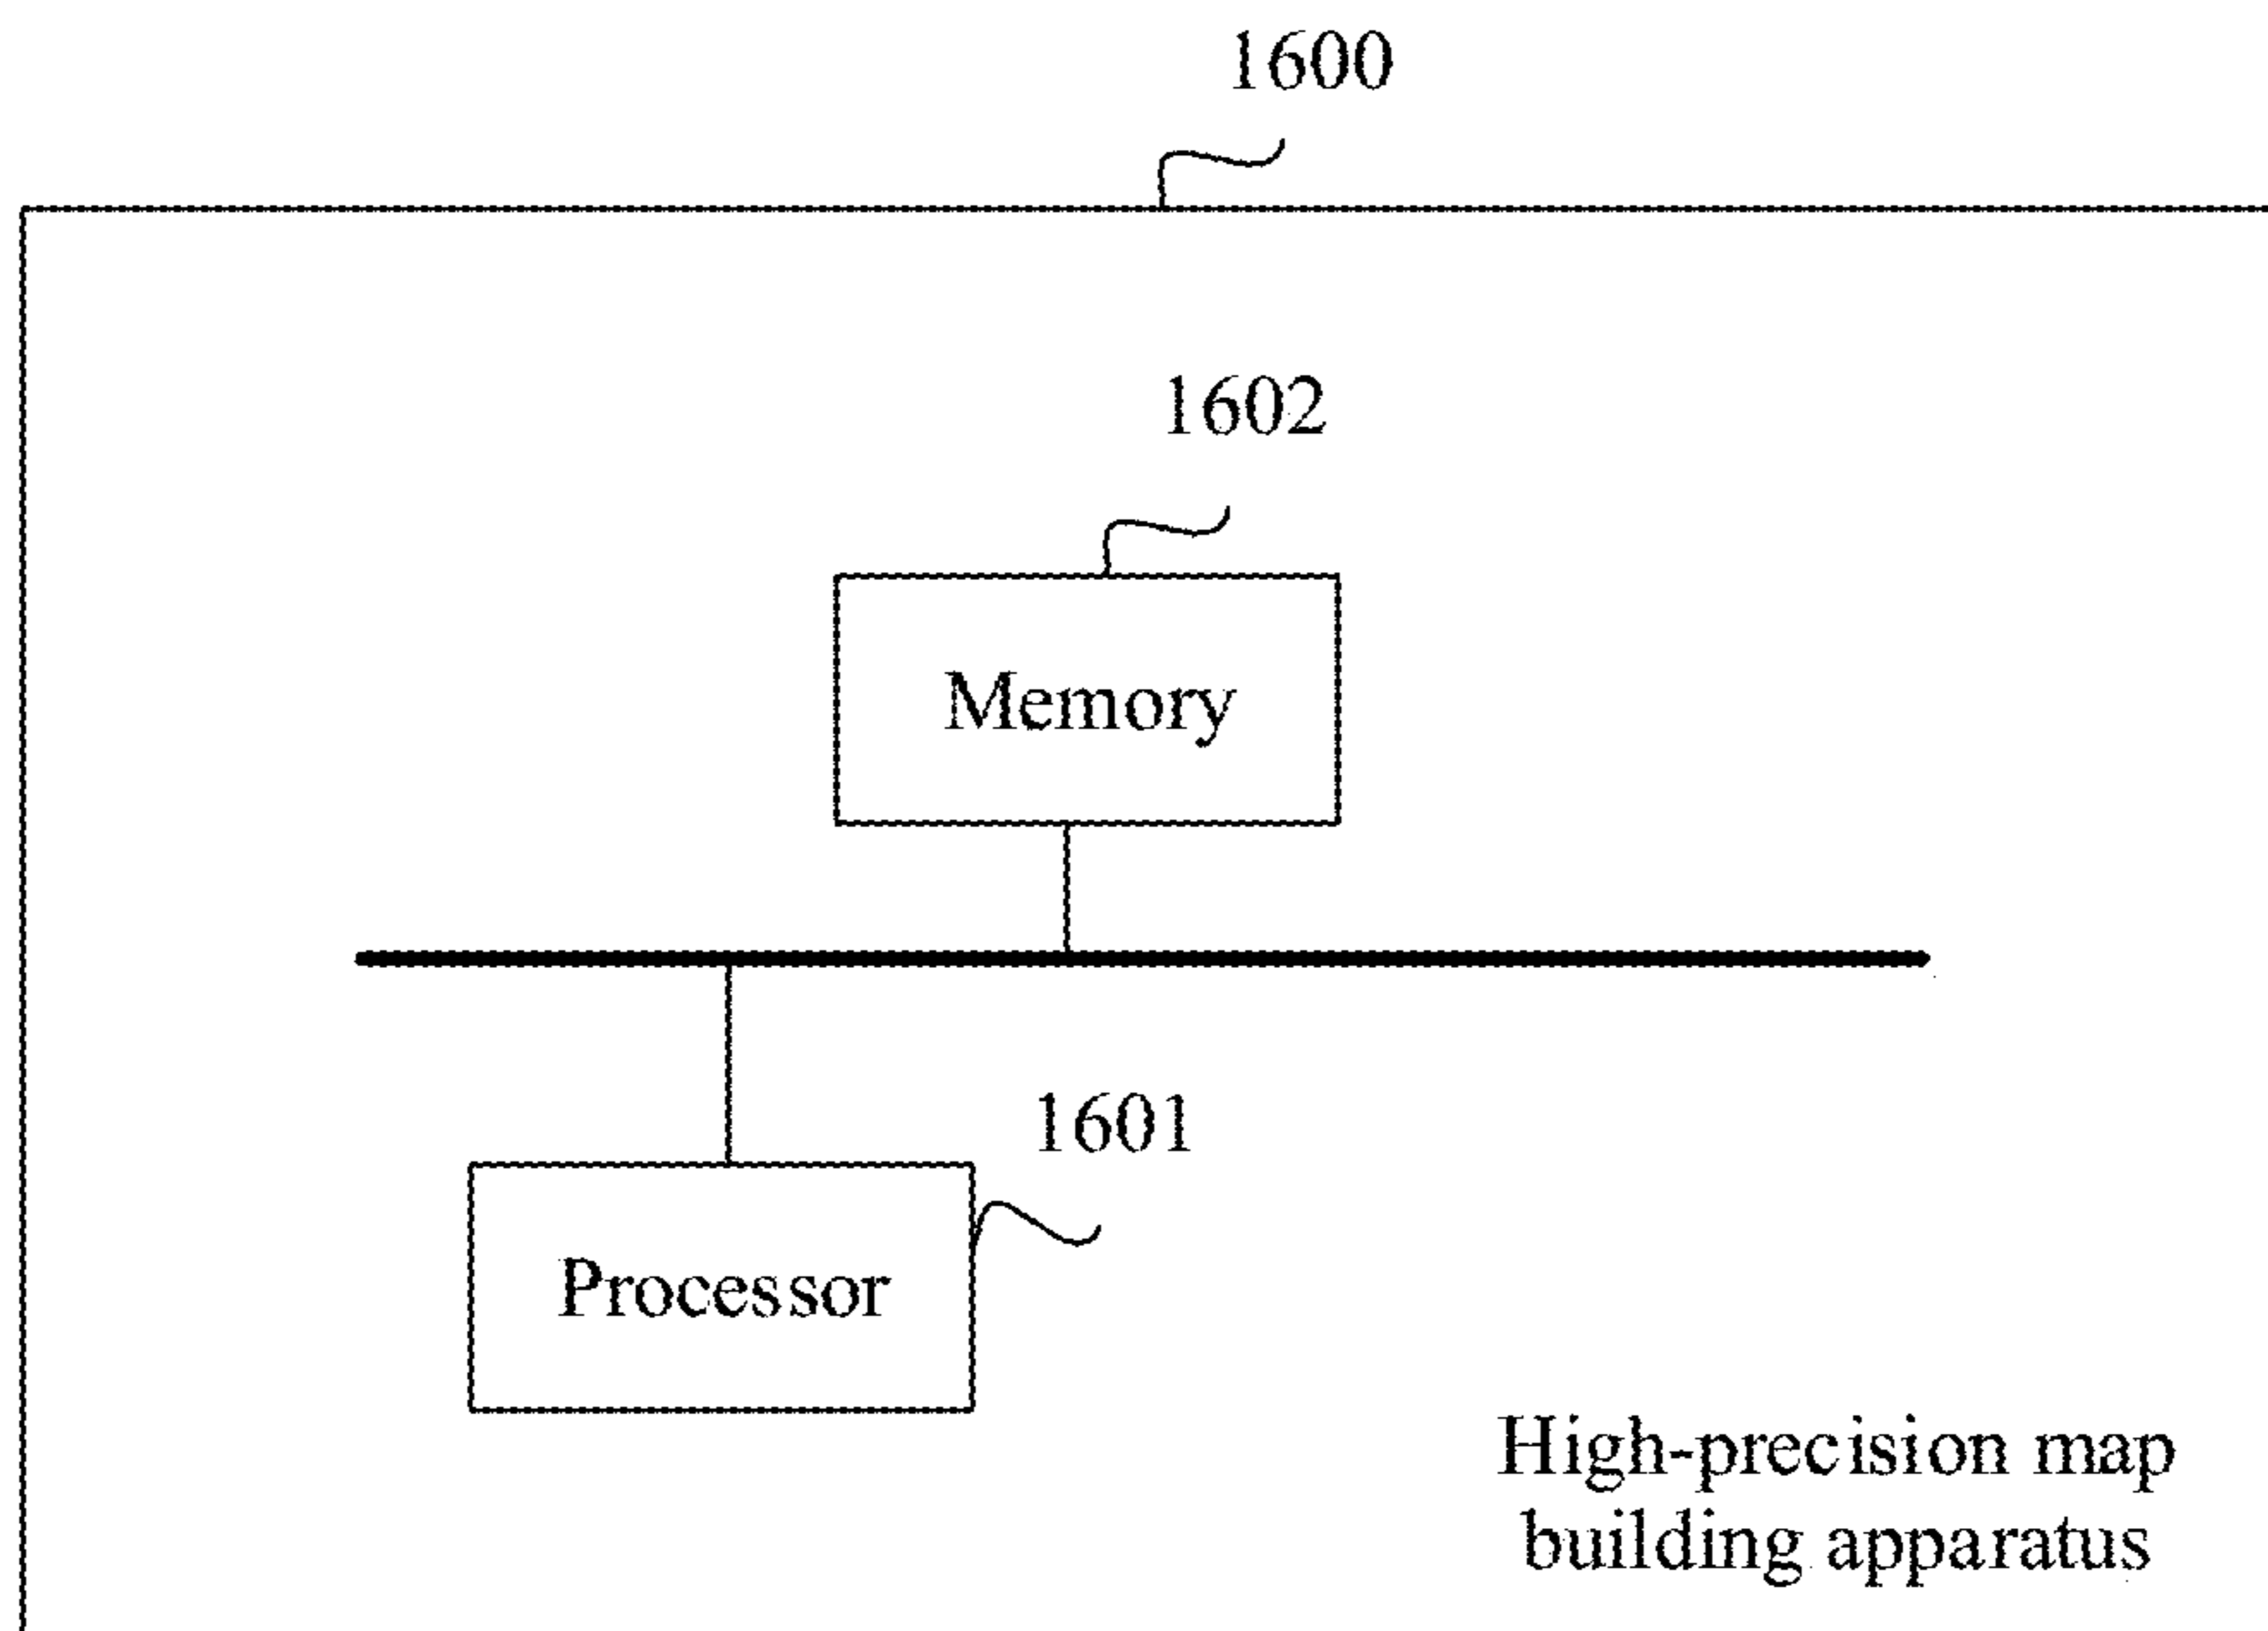 1600
1602
Memory
1601
Processor
High-precision map
building apparatus